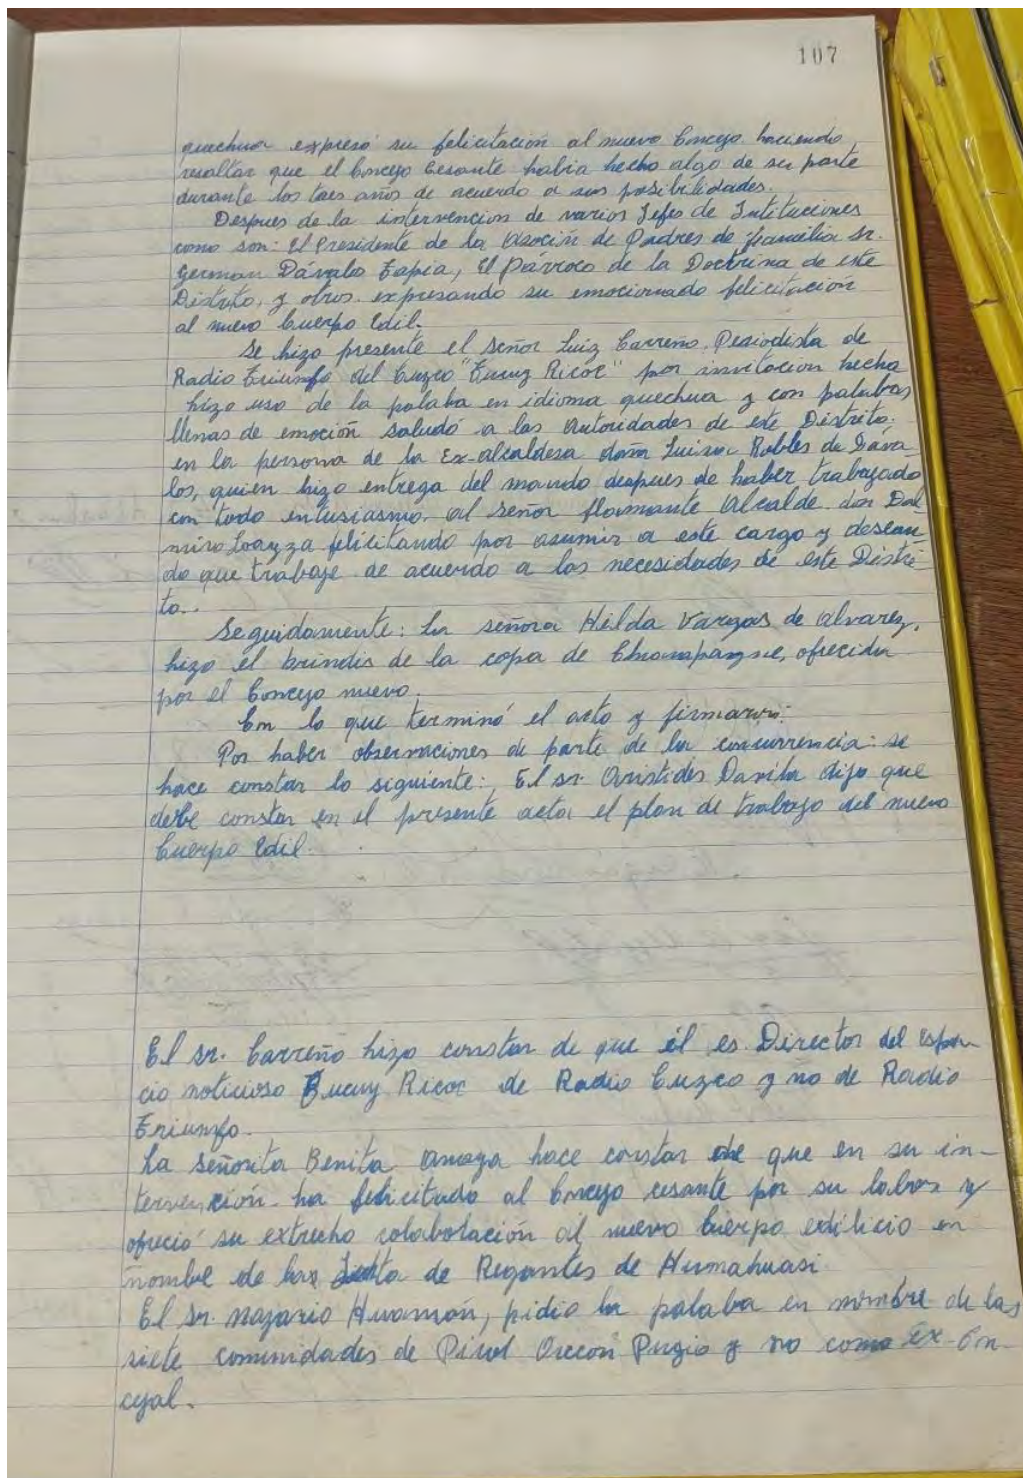 107
quechua expresó su felicitación al nuevo Concejo haciendo
resaltar que el Concejo Cesante habia hecho algo de su parte
durante los tres años de acuerdo a sus posibilidades.
Despues de la intervencion de varios Jefes de Intituciones
como son: El Presidente de la Asoción de Padres de familia Sr.
German Dávalos Tapia, El Párroco de la Doctrina de este
Distrito, y otros expresando su emocionado felicitación
al nuevo Cuerpo Edil.
Se hizo presente el señor Luiz Carreño, Periodista de
Radio Triunfo del Cuzco "Tucuy Ricoc" por invitacion hecha
hizo uso de la palaba en idioma quechua y con palabras
llenas de emoción saludó a las Autoridades de este Distrito;
en la persona de la Ex-alcaldesa doña Luisa Robles de Dava
los, quien hizo entrega del mando despues de haber trabajado
con todo entusiasmo, al señor flamante Alcalde don Dal
miro Loayza felicitando por asumir a este cargo y desean
do que trabaje de acuerdo a las necesidades de este Distri-
to..
Seguidamente: La señora Hilda Vargas de Alvarez,
hizo el brindis de la copa de ofrecida
por el Concejo nuevo.
Con lo que terminó el acto y firmaron:
Por haber observaciones de parte de la concurrencia: se
hace constar lo siguiente: El sr. Aristides Davila dijo que
debe constar en el presente acta el plan de trabajo del nuevo
Cuerpo Edil.
El sr. Carreño hizo constar de que él es Director del espa-
cio noticioso Tucuy Ricoc de Radio Cuzco y no de Radio
Triunfo.
La señorita Benita Amaya hace constar de que en su in-
tervención ha felicitado al Concejo cesante por su labor y
ofreció su extrecho colabotación al nuevo Cuerpo edilicio en
nombre de la Junta de Regantes de Humahuasi.
El sr. Nazario Huamán, pidio la palaba en nombre de las
siete comunidades de Pugio y no como Ex-Con-
cejal.